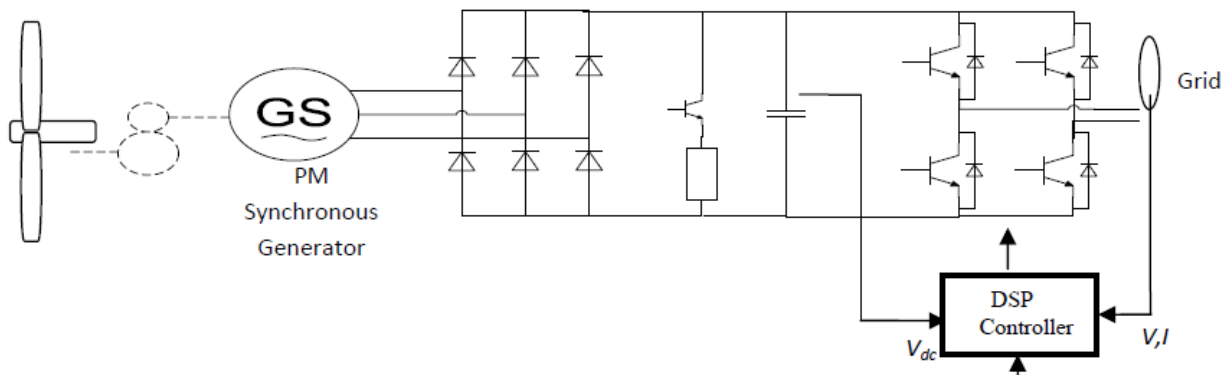 GS
PM
Synchronous
Generator
Grid
DSP
Controller
Vdc
V,I